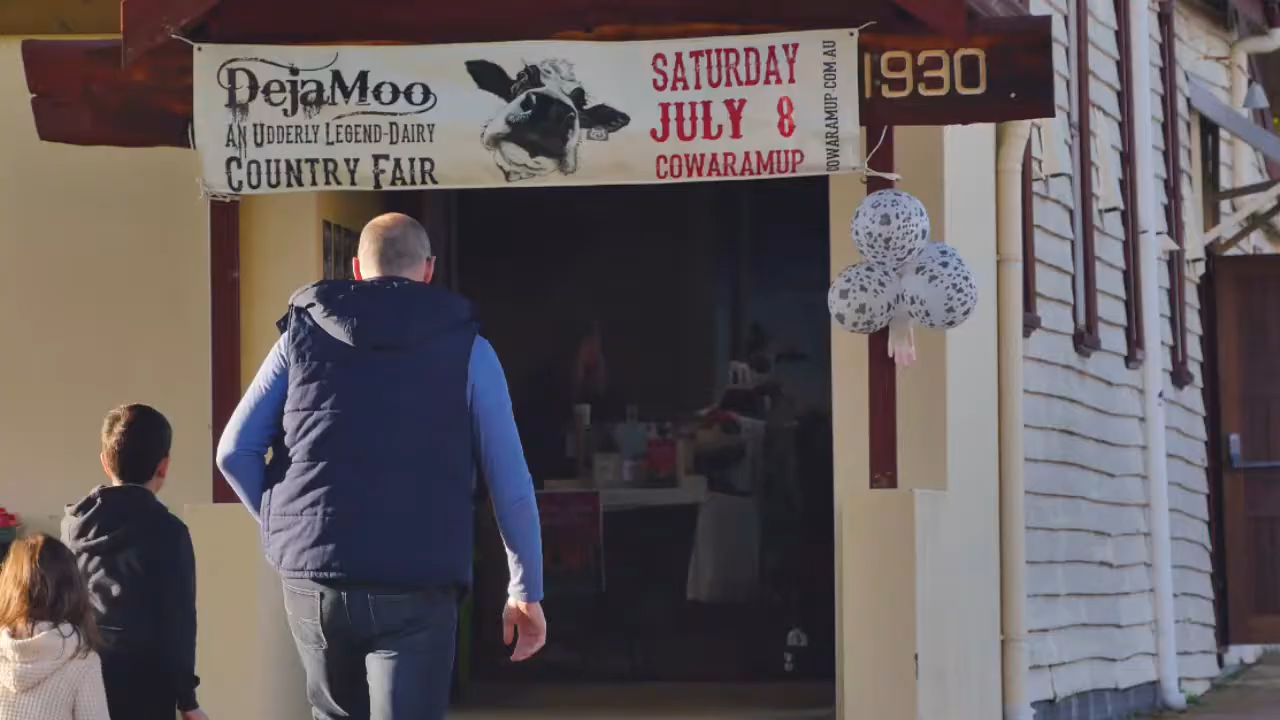 DejaMoo
AN UDDERLY LEGEND-DAIRY
COUNTRY FAIR
SATURDAY
JULY 8
COWARAMUP
COWARAMUP.COM.AU
1930